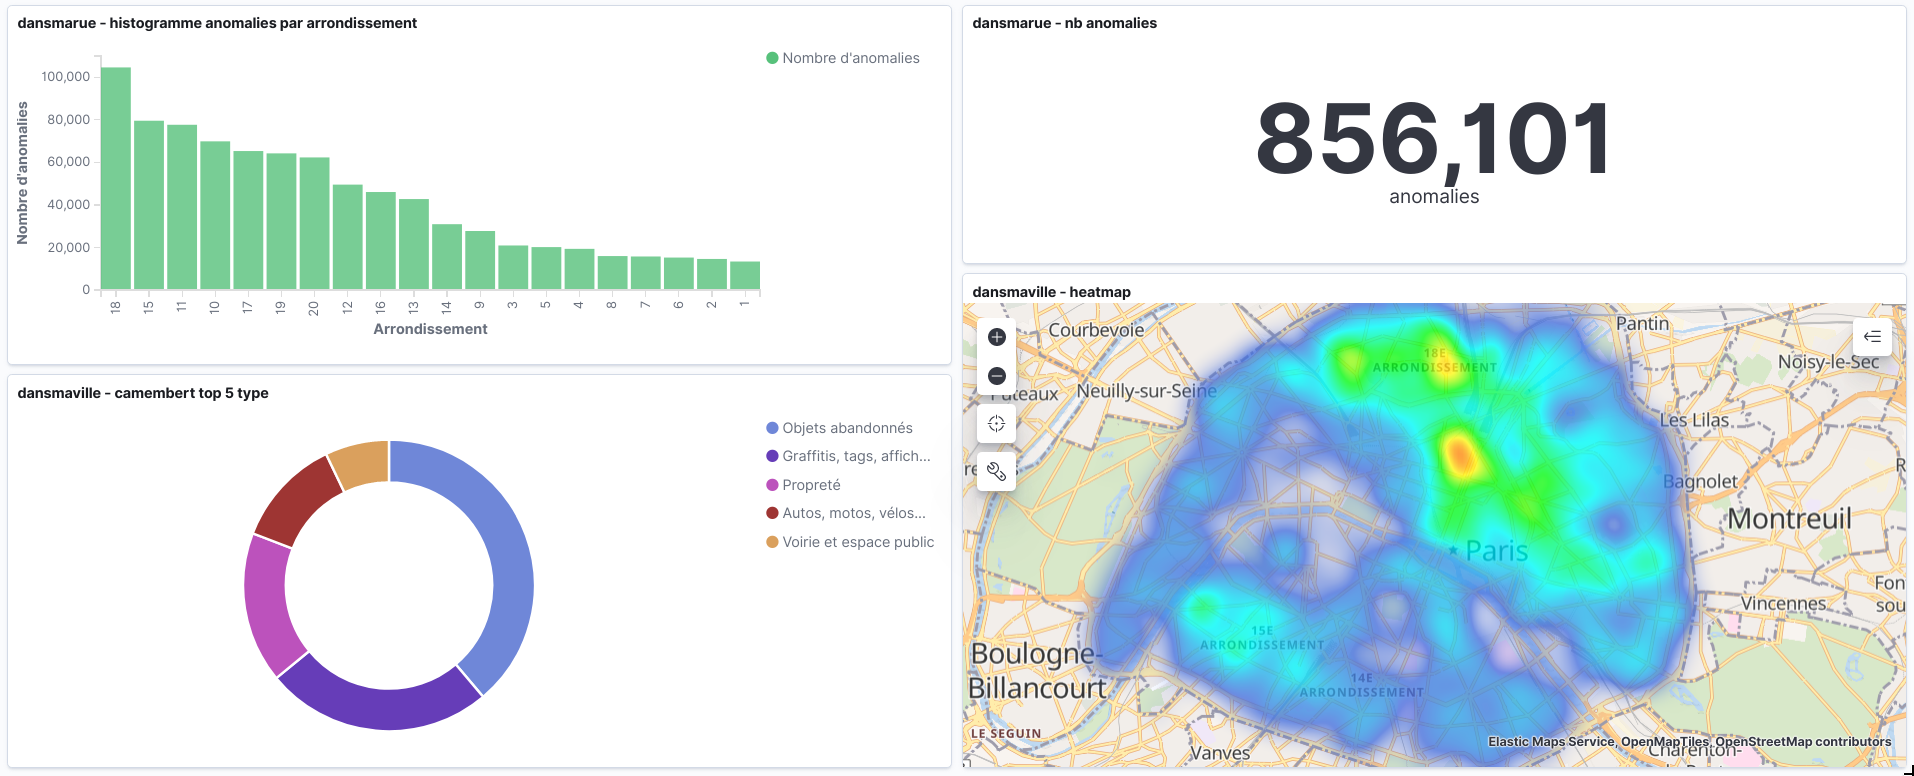 dansmarue - histogramme anomalies par arrondissement
Nombre d'anomalies
100,000
80,000
60,000
40,000
20,000
0
Nombre d'anomalies
18 15 11 10 17 19 20 12 16 13 14 9 3 5 4 8 7 6 2 1
Arrondissement
dansmarue - nb anomalies
856,101
anomalies
dansmaville - camembert top 5 type
Objets abandonnés
Graffitis, tags, affich...
Propreté
Autos, motos, vélos...
Voirie et espace public
dansmaville - heatmap
Courbevoie
Pantin
18E
ARRONDISSEMENT
Noisy-le-Sec
Neuilly-sur-Seine
Les Lilas
Bagnolet
Montreuil
Paris
Vincennes
Fon
sou
15E
ARRONDISSEMENT
Boulogne-
Billancourt
14E
ARRONDISSEMENT
LE SEGUIN
Vanves
Elastic Maps Service, OpenMapTiles, OpenStreetMap contributors
Charenton-